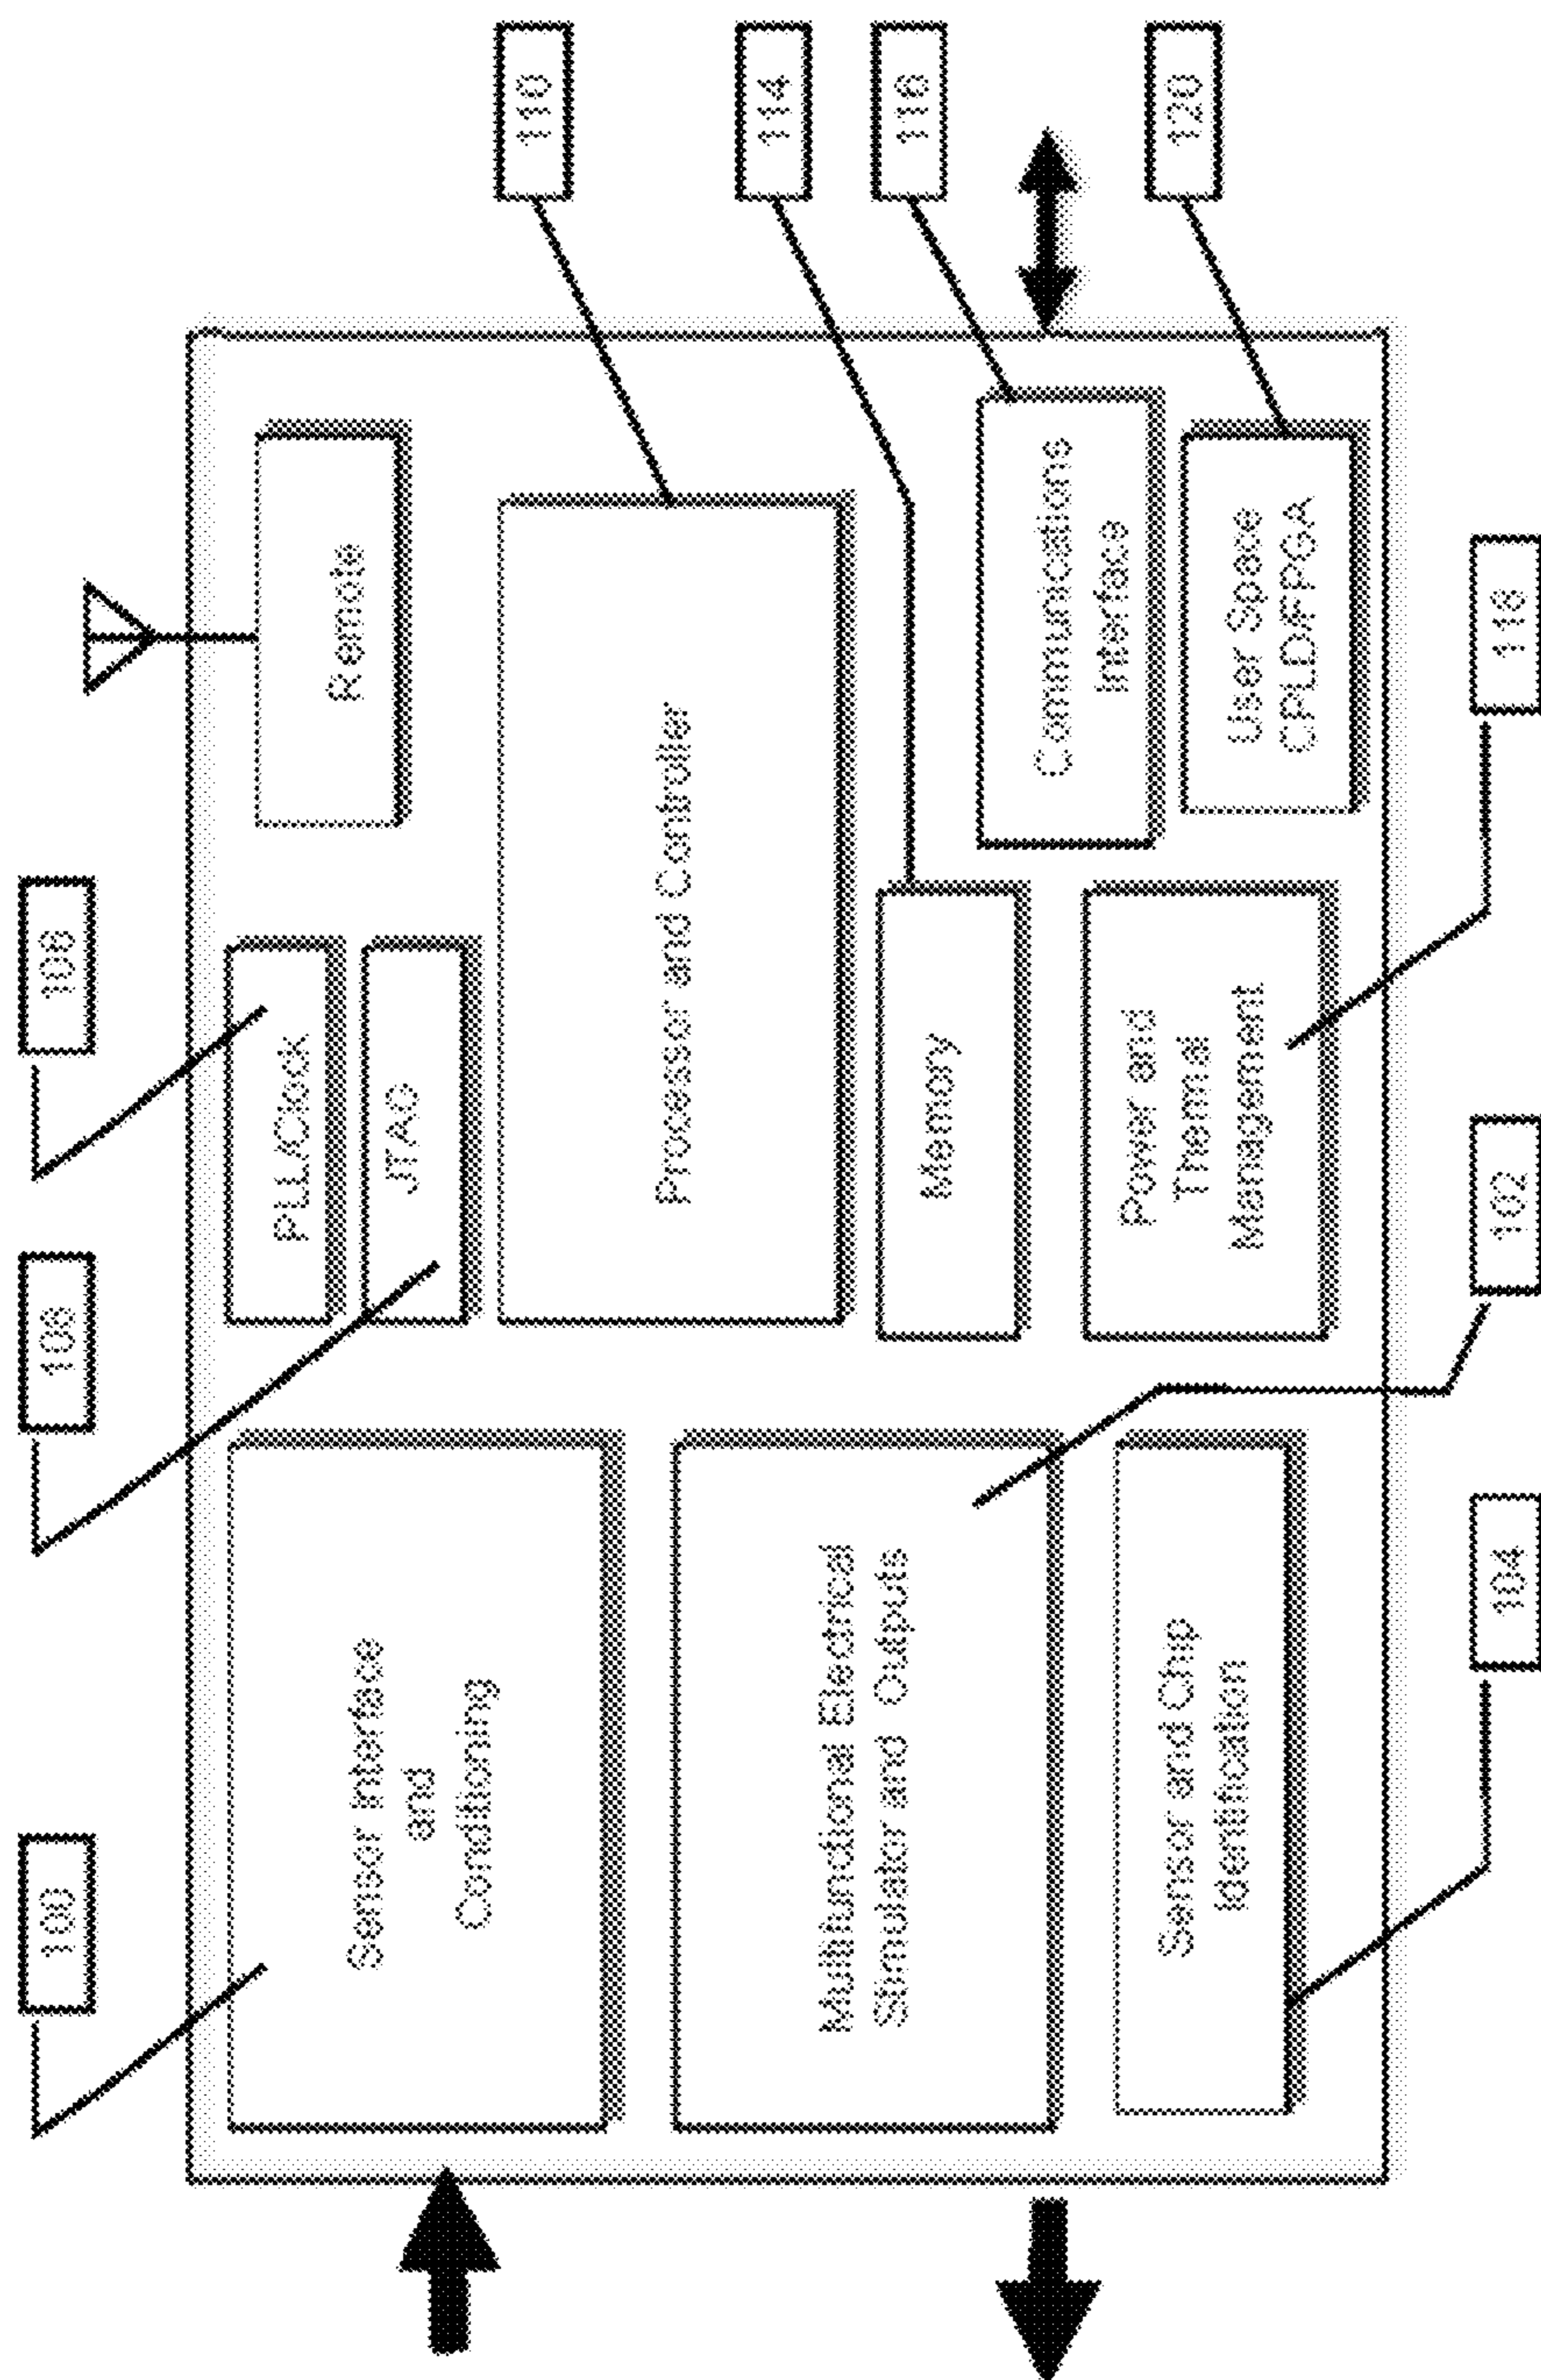 100
106
108
PLL/Clock
Remote
JTAG
Sensor Interface
and
Conditioning
110
Processor and Controller
114
Multifunctional Electrical
Stimulator and Outputs
Memory
116
Communications
Interface
Sensor and Chip
Identification
Power and
Thermal
Management
120
User Space
CPLD/FPGA
104
102
118